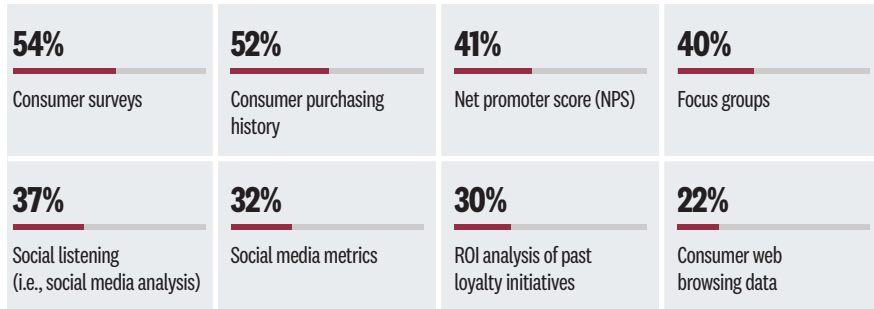 54%
Consumer surveys
52%
Consumer purchasing
history
41%
Net promoter score (NPS)
40%
Focus groups
37%
Social listening
(i.e., social media analysis)
32%
Social media metrics
30%
ROI analysis of past
loyalty initiatives
22%
Consumer web
browsing data